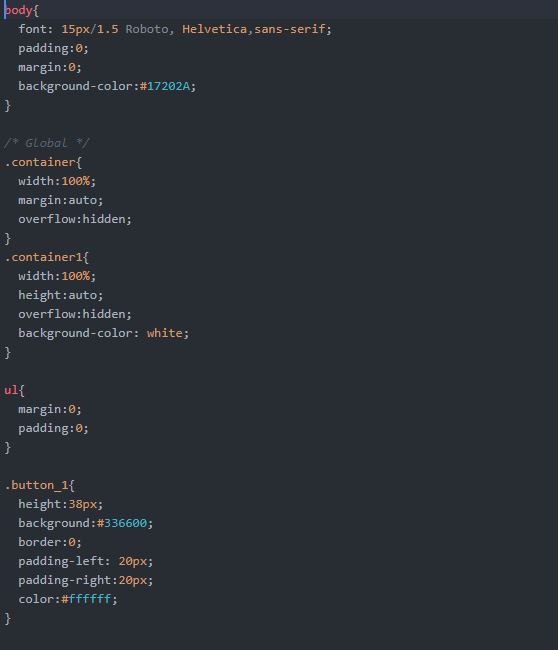 body{
  font: 15px/1.5 Roboto, Helvetica,sans-serif;
  padding:0;
  margin:0;
  background-color:#17202A;
}

/* Global */
.container{
  width:100%;
  margin:auto;
  overflow:hidden;
}
.container1{
  width:100%;
  height:auto;
  overflow:hidden;
  background-color: white;
}

ul{
  margin:0;
  padding:0;
}

.button_1{
  height:38px;
  background:#336600;
  border:0;
  padding-left: 20px;
  padding-right:20px;
  color:#ffffff;
}